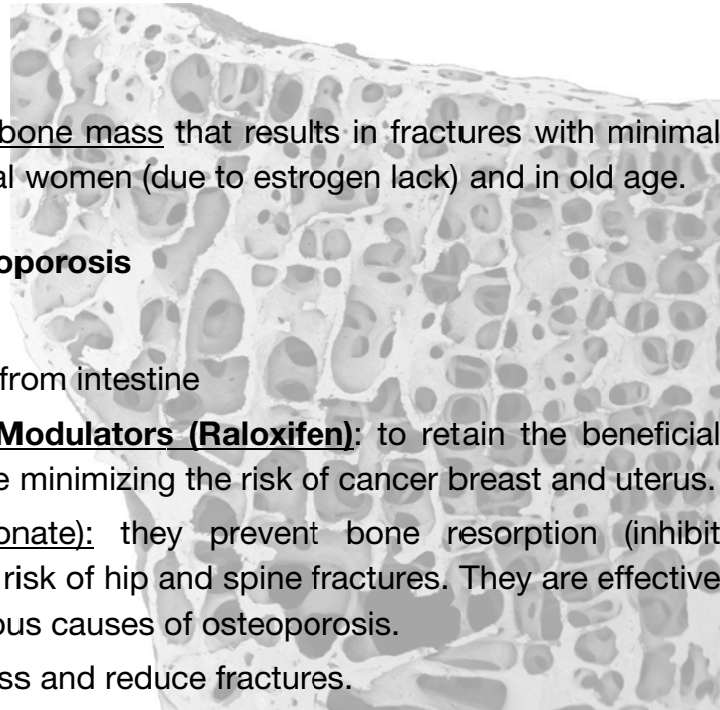 bone mass that results in fractures with minimal
al women (due to estrogen lack) and in old age.
oporosis
from intestine
Modulators (Raloxifen): to retain the beneficial
e minimizing the risk of cancer breast and uterus.
onate): they prevent bone resorption (inhibit
risk of hip and spine fractures. They are effective
ous causes of osteoporosis.
ss and reduce fractures.